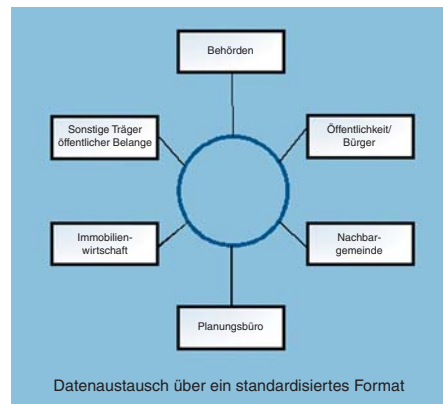 Behörden
Sonstige Träger
öffentlicher Belange
Öffentlichkeit/
Bürger
Immobilien-
wirtschaft
Nachbar-
gemeinde
Planungsbüro
Datenaustausch über ein standardisiertes Format